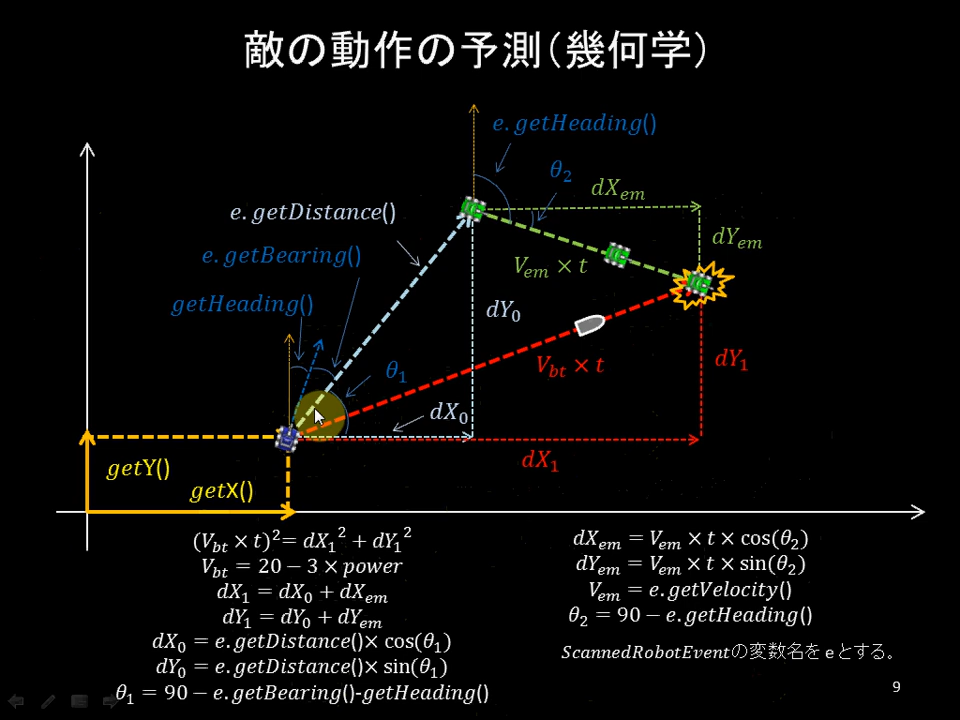 敵の動作の予測（幾何学）
e.getHeading()
θ₂
dXₑₘ
e.getDistance()
dYₑₘ
e.getBearing()
Vₑₘ × t
getHeading()
dY₀
V_bt × t
dY₁
θ₁
dX₀
getY()
dX₁
getX()
(V_bt × t)² = dX₁² + dY₁²
V_bt = 20 − 3 × power
dX₁ = dX₀ + dXₑₘ
dY₁ = dY₀ + dYₑₘ
dX₀ = e.getDistance()× cos(θ₁)
dY₀ = e.getDistance()× sin(θ₁)
θ₁ = 90 − e.getBearing()-getHeading()
dXₑₘ = Vₑₘ × t × cos(θ₂)
dYₑₘ = Vₑₘ × t × sin(θ₂)
Vₑₘ = e.getVelocity()
θ₂ = 90 − e.getHeading()
ScannedRobotEventの変数名を e とする。
9